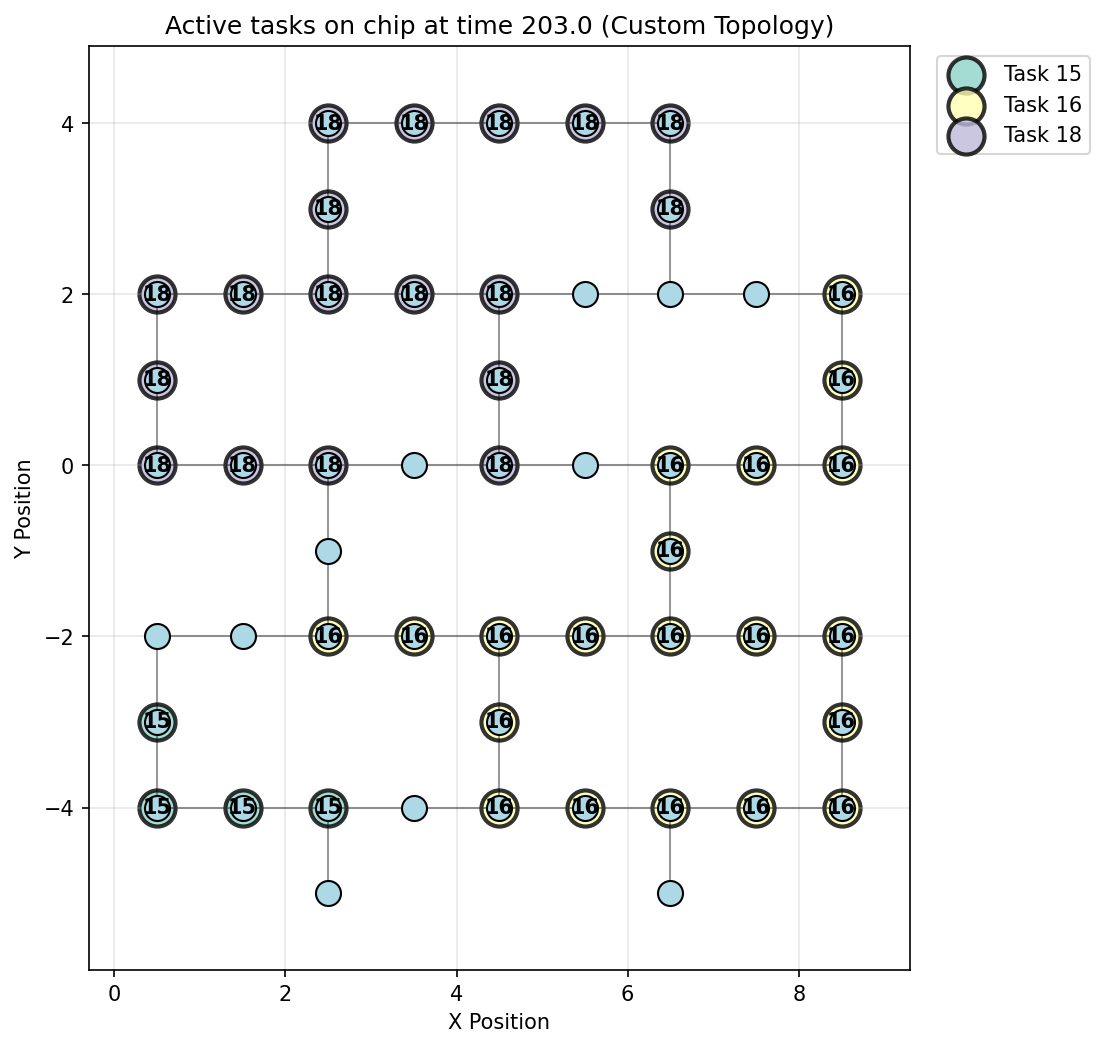 Active tasks on chip at time 203.0 (Custom Topology)
Task 15
Task 16
Task 18
4
18 18 18 18 18
18 18
2
18 18 18 18 18 16
18 18 16
0
18 18 18 18 16 16 16
16
−2
16 16 16 16 16 16 16
15 16 16
−4
15 15 15 16 16 16 16 16
0 2 4 6 8
X Position
Y Position